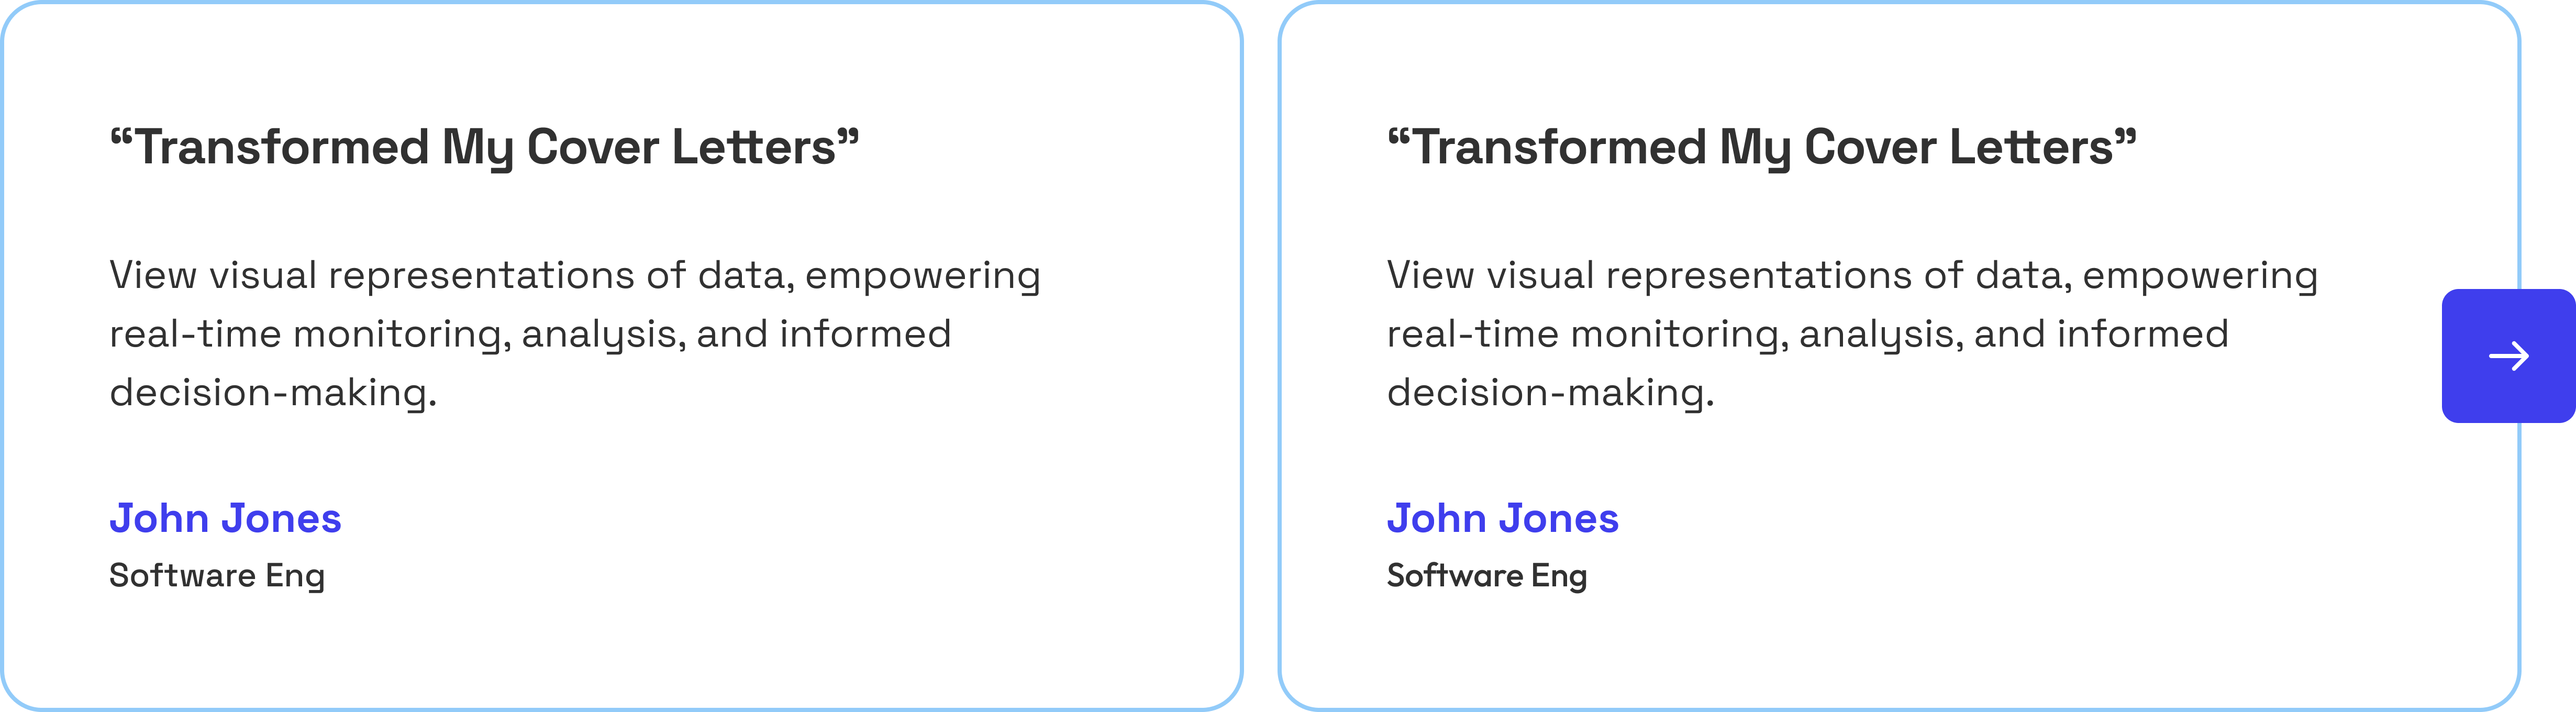 “Transformed My Cover Letters”
View visual representations of data, empowering
real-time monitoring, analysis, and informed
decision-making.
John Jones
Software Eng
“Transformed My Cover Letters”
View visual representations of data, empowering
real-time monitoring, analysis, and informed
decision-making.
John Jones
Software Eng